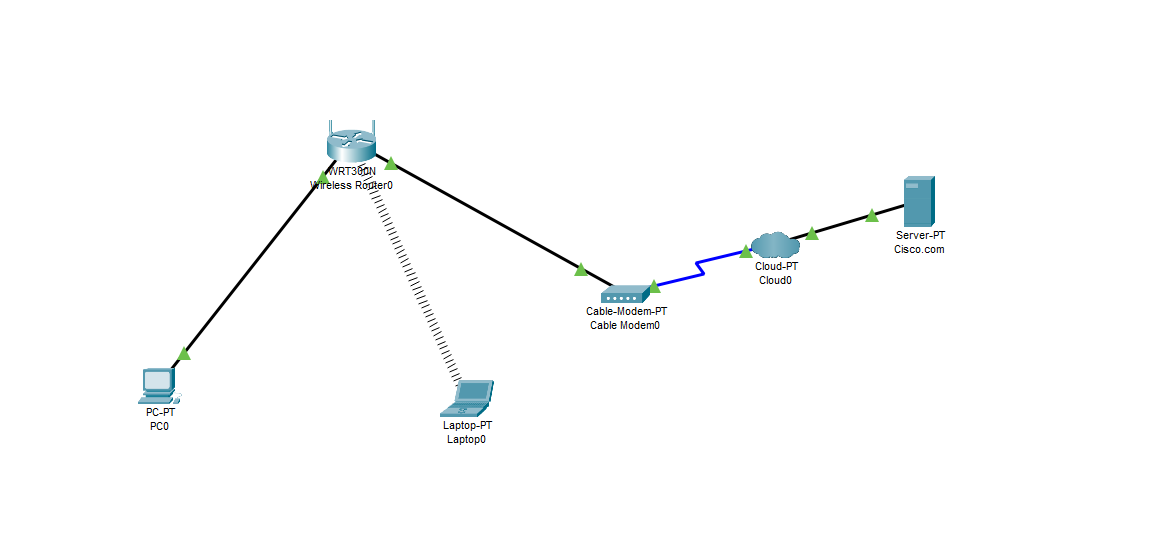 WRT300N
Wireless Router0
Server-PT
Cisco.com
Cloud-PT
Cloud0
Cable-Modem-PT
Cable Modem0
PC-PT
PC0
Laptop-PT
Laptop0